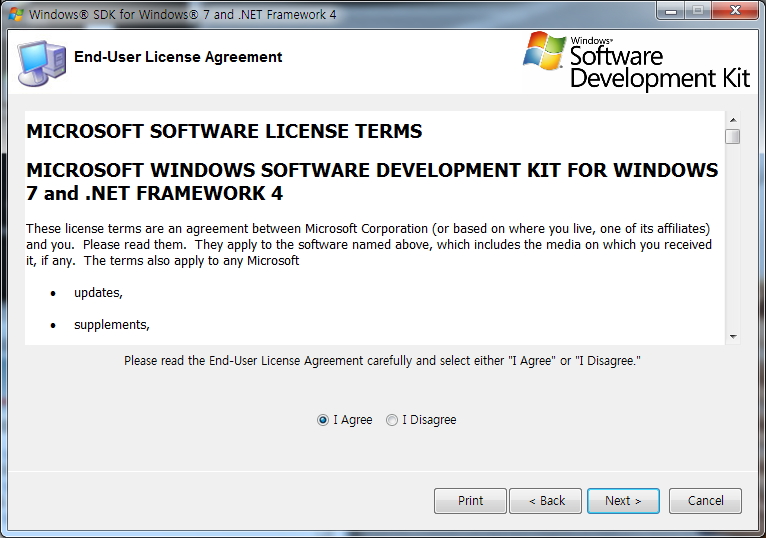 Windows® SDK for Windows® 7 and .NET Framework 4
End-User License Agreement
Windows®
Software
Development Kit
MICROSOFT SOFTWARE LICENSE TERMS
MICROSOFT WINDOWS SOFTWARE DEVELOPMENT KIT FOR WINDOWS
7 and .NET FRAMEWORK 4
These license terms are an agreement between Microsoft Corporation (or based on where you live, one of its affiliates)
and you.  Please read them.  They apply to the software named above, which includes the media on which you received
it, if any.  The terms also apply to any Microsoft
• updates,
• supplements,
Please read the End-User License Agreement carefully and select either "I Agree" or "I Disagree."
I Agree I Disagree
Print < Back Next > Cancel